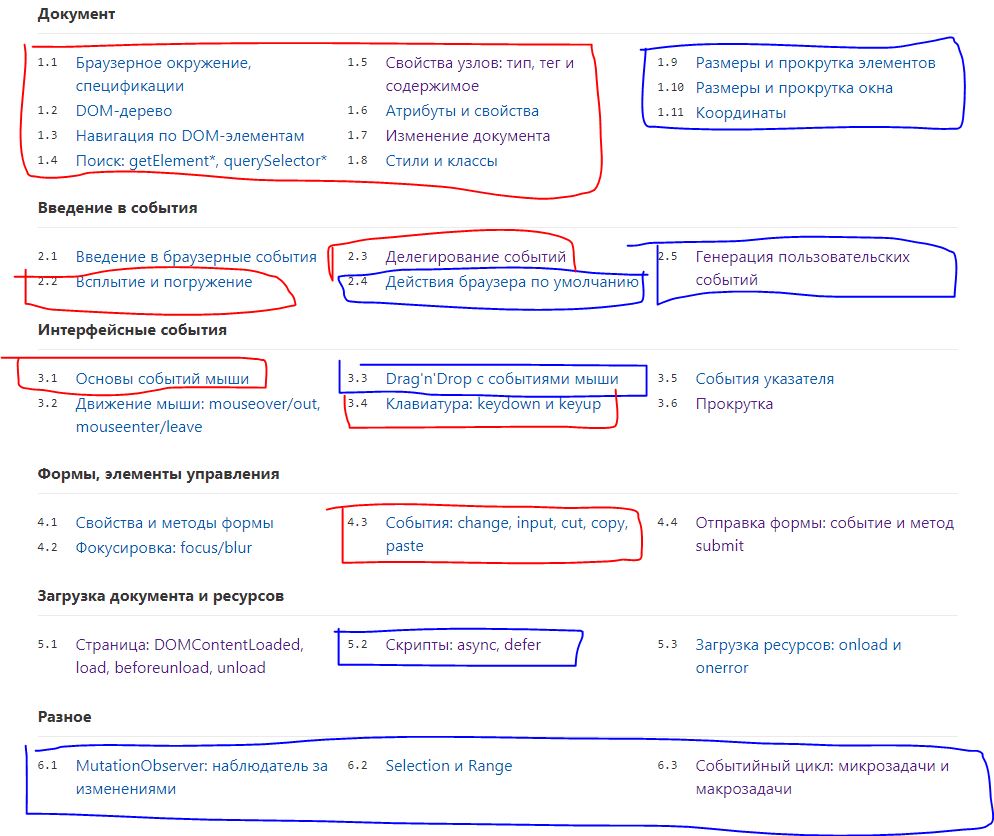 Документ
1.1 Браузерное окружение,
спецификации
1.2 DOM-дерево
1.3 Навигация по DOM-элементам
1.4 Поиск: getElement*, querySelector*
1.5 Свойства узлов: тип, тег и
содержимое
1.6 Атрибуты и свойства
1.7 Изменение документа
1.8 Стили и классы
1.9 Размеры и прокрутка элементов
1.10 Размеры и прокрутка окна
1.11 Координаты
Введение в события
2.1 Введение в браузерные события
2.2 Всплытие и погружение
2.3 Делегирование событий
2.4 Действия браузера по умолчанию
2.5 Генерация пользовательских
событий
Интерфейсные события
3.1 Основы событий мыши
3.2 Движение мыши: mouseover/out,
mouseenter/leave
3.3 Drag'n'Drop с событиями мыши
3.4 Клавиатура: keydown и keyup
3.5 События указателя
3.6 Прокрутка
Формы, элементы управления
4.1 Свойства и методы формы
4.2 Фокусировка: focus/blur
4.3 События: change, input, cut, copy,
paste
4.4 Отправка формы: событие и метод
submit
Загрузка документа и ресурсов
5.1 Страница: DOMContentLoaded,
load, beforeunload, unload
5.2 Скрипты: async, defer
5.3 Загрузка ресурсов: onload и
onerror
Разное
6.1 MutationObserver: наблюдатель за
изменениями
6.2 Selection и Range
6.3 Событийный цикл: микрозадачи и
макрозадачи